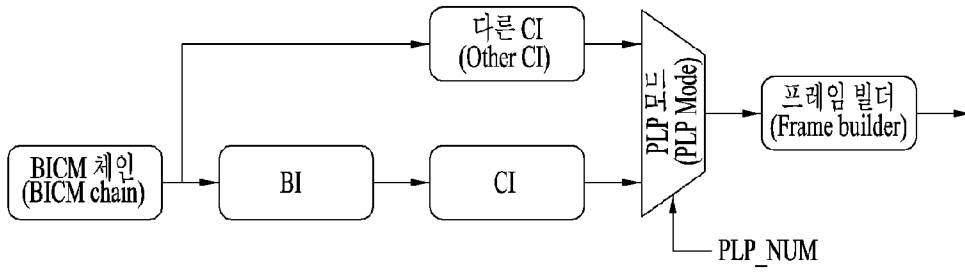 다른 CI
(Other CI)
PLP 모드
(PLP Mode)
프레임 빌더
(Frame builder)
BICM 체인
(BICM chain)
BI
CI
PLP_NUM